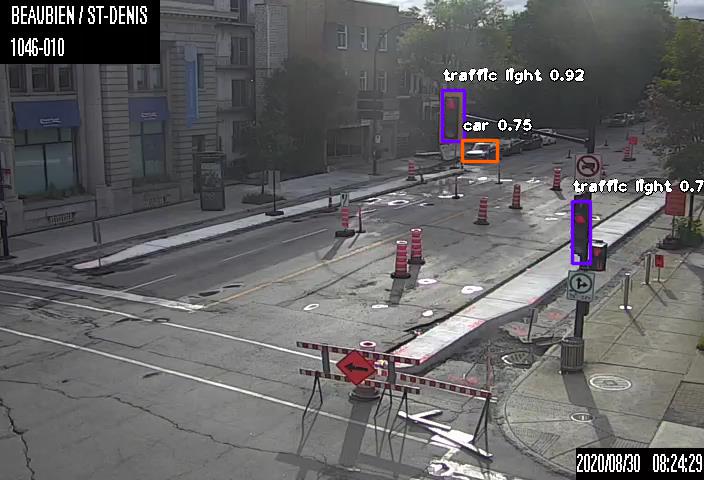 BEAUBIEN / ST-DENIS
1046-010
traffic light 0.92
car 0.75
traffic light 0.7
2020/08/30 08:24:29